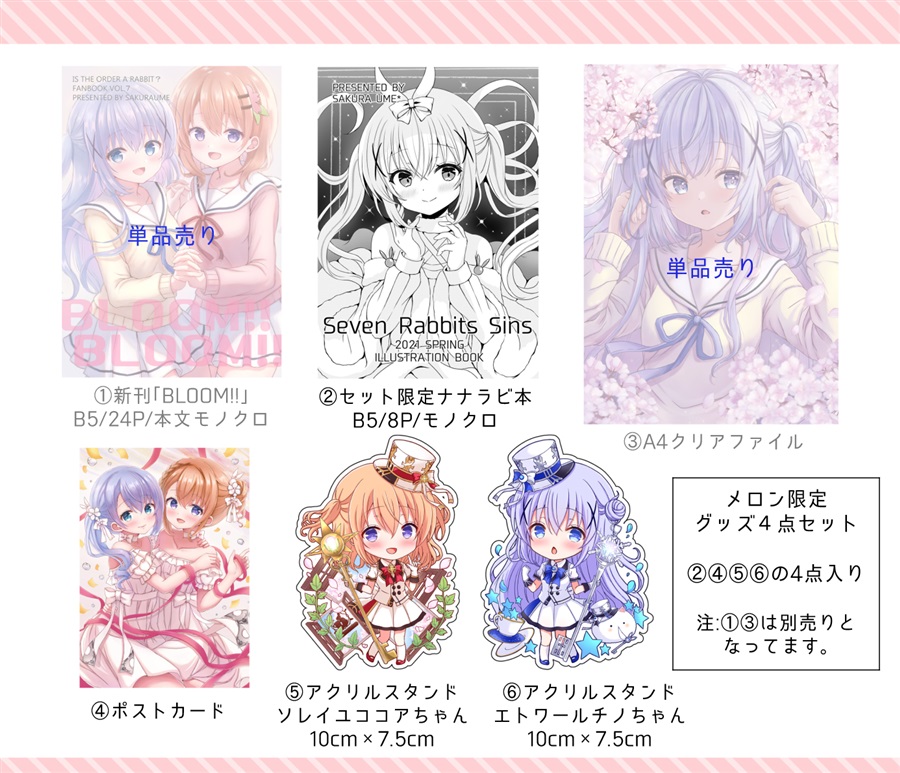 IS THE ORDER A RABBIT?
FANBOOK VOL 7
PRESENTED BY SAKURAUME
単品売り
BLOOM!!
BLOOM!!
①新刊「BLOOM!!」
B5/24P/本文モノクロ
PRESENTED BY
SAKURA UME*
Seven Rabbits Sins
2021 SPRING
ILLUSTRATION BOOK
②セット限定ナナラビ本
B5/8P/モノクロ
単品売り
③A4クリアファイル
④ポストカード
⑤アクリルスタンド
ソレイユココアちゃん
10cm×7.5cm
⑥アクリルスタンド
エトワールチノちゃん
10cm×7.5cm
メロン限定
グッズ4点セット
②④⑤⑥の4点入り
注:①③は別売りと
なってます。